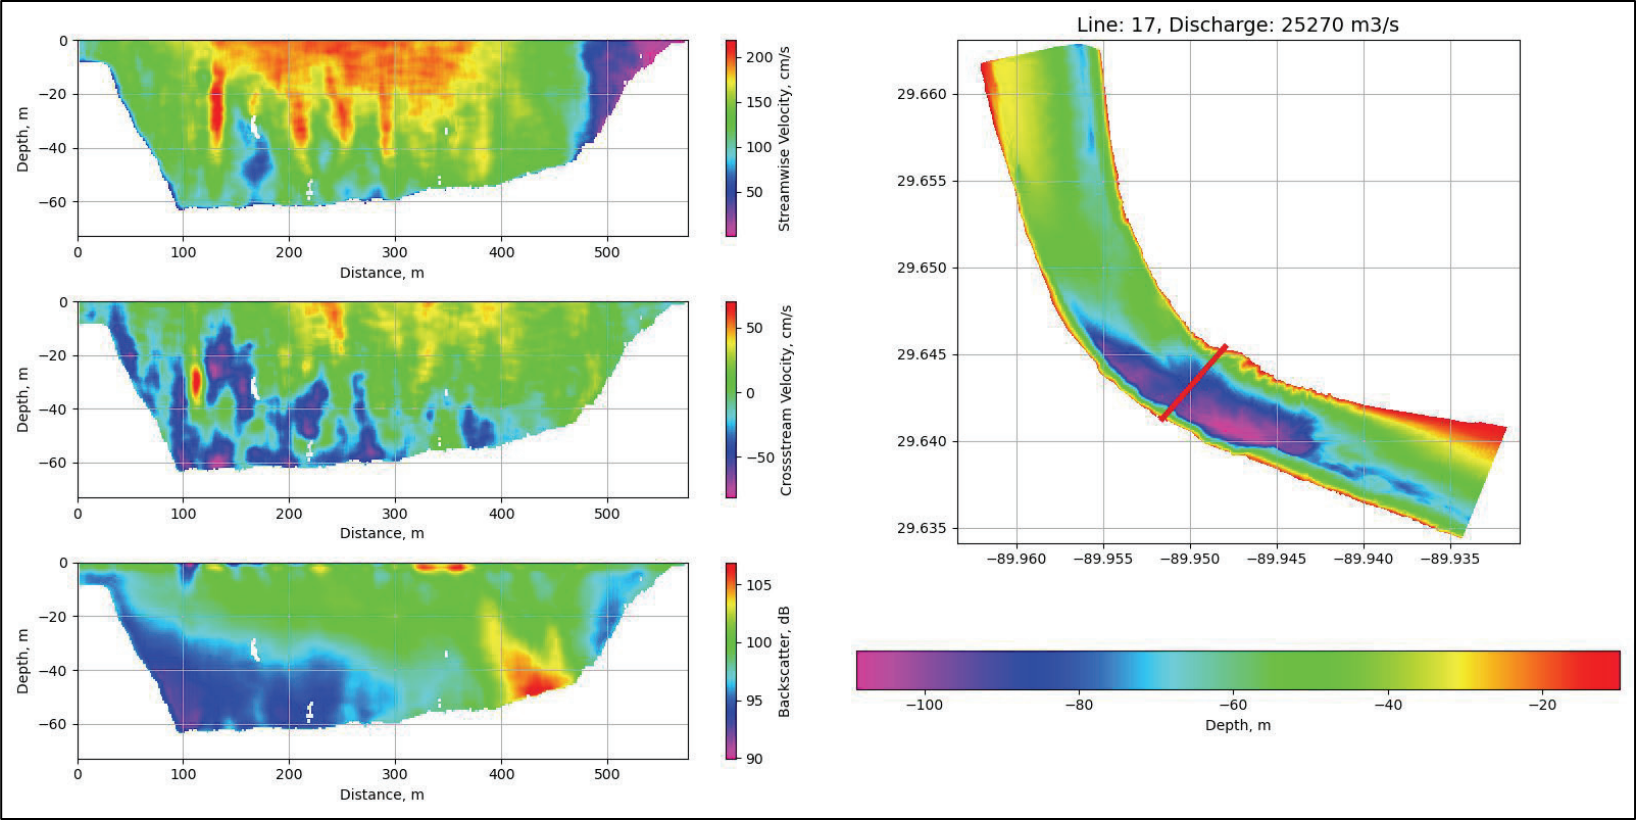 0
−20
−40
−60
Depth, m
0 100 200 300 400 500
Distance, m
200
150
100
50
Streamwise Velocity, cm/s
0
−20
−40
−60
Depth, m
0 100 200 300 400 500
Distance, m
50
0
−50
Crossstream Velocity, cm/s
0
−20
−40
−60
Depth, m
0 100 200 300 400 500
Distance, m
105
100
95
90
Backscatter, dB
Line: 17, Discharge: 25270 m3/s
29.660
29.655
29.650
29.645
29.640
29.635
−89.960 −89.955 −89.950 −89.945 −89.940 −89.935
−100 −80 −60 −40 −20
Depth, m